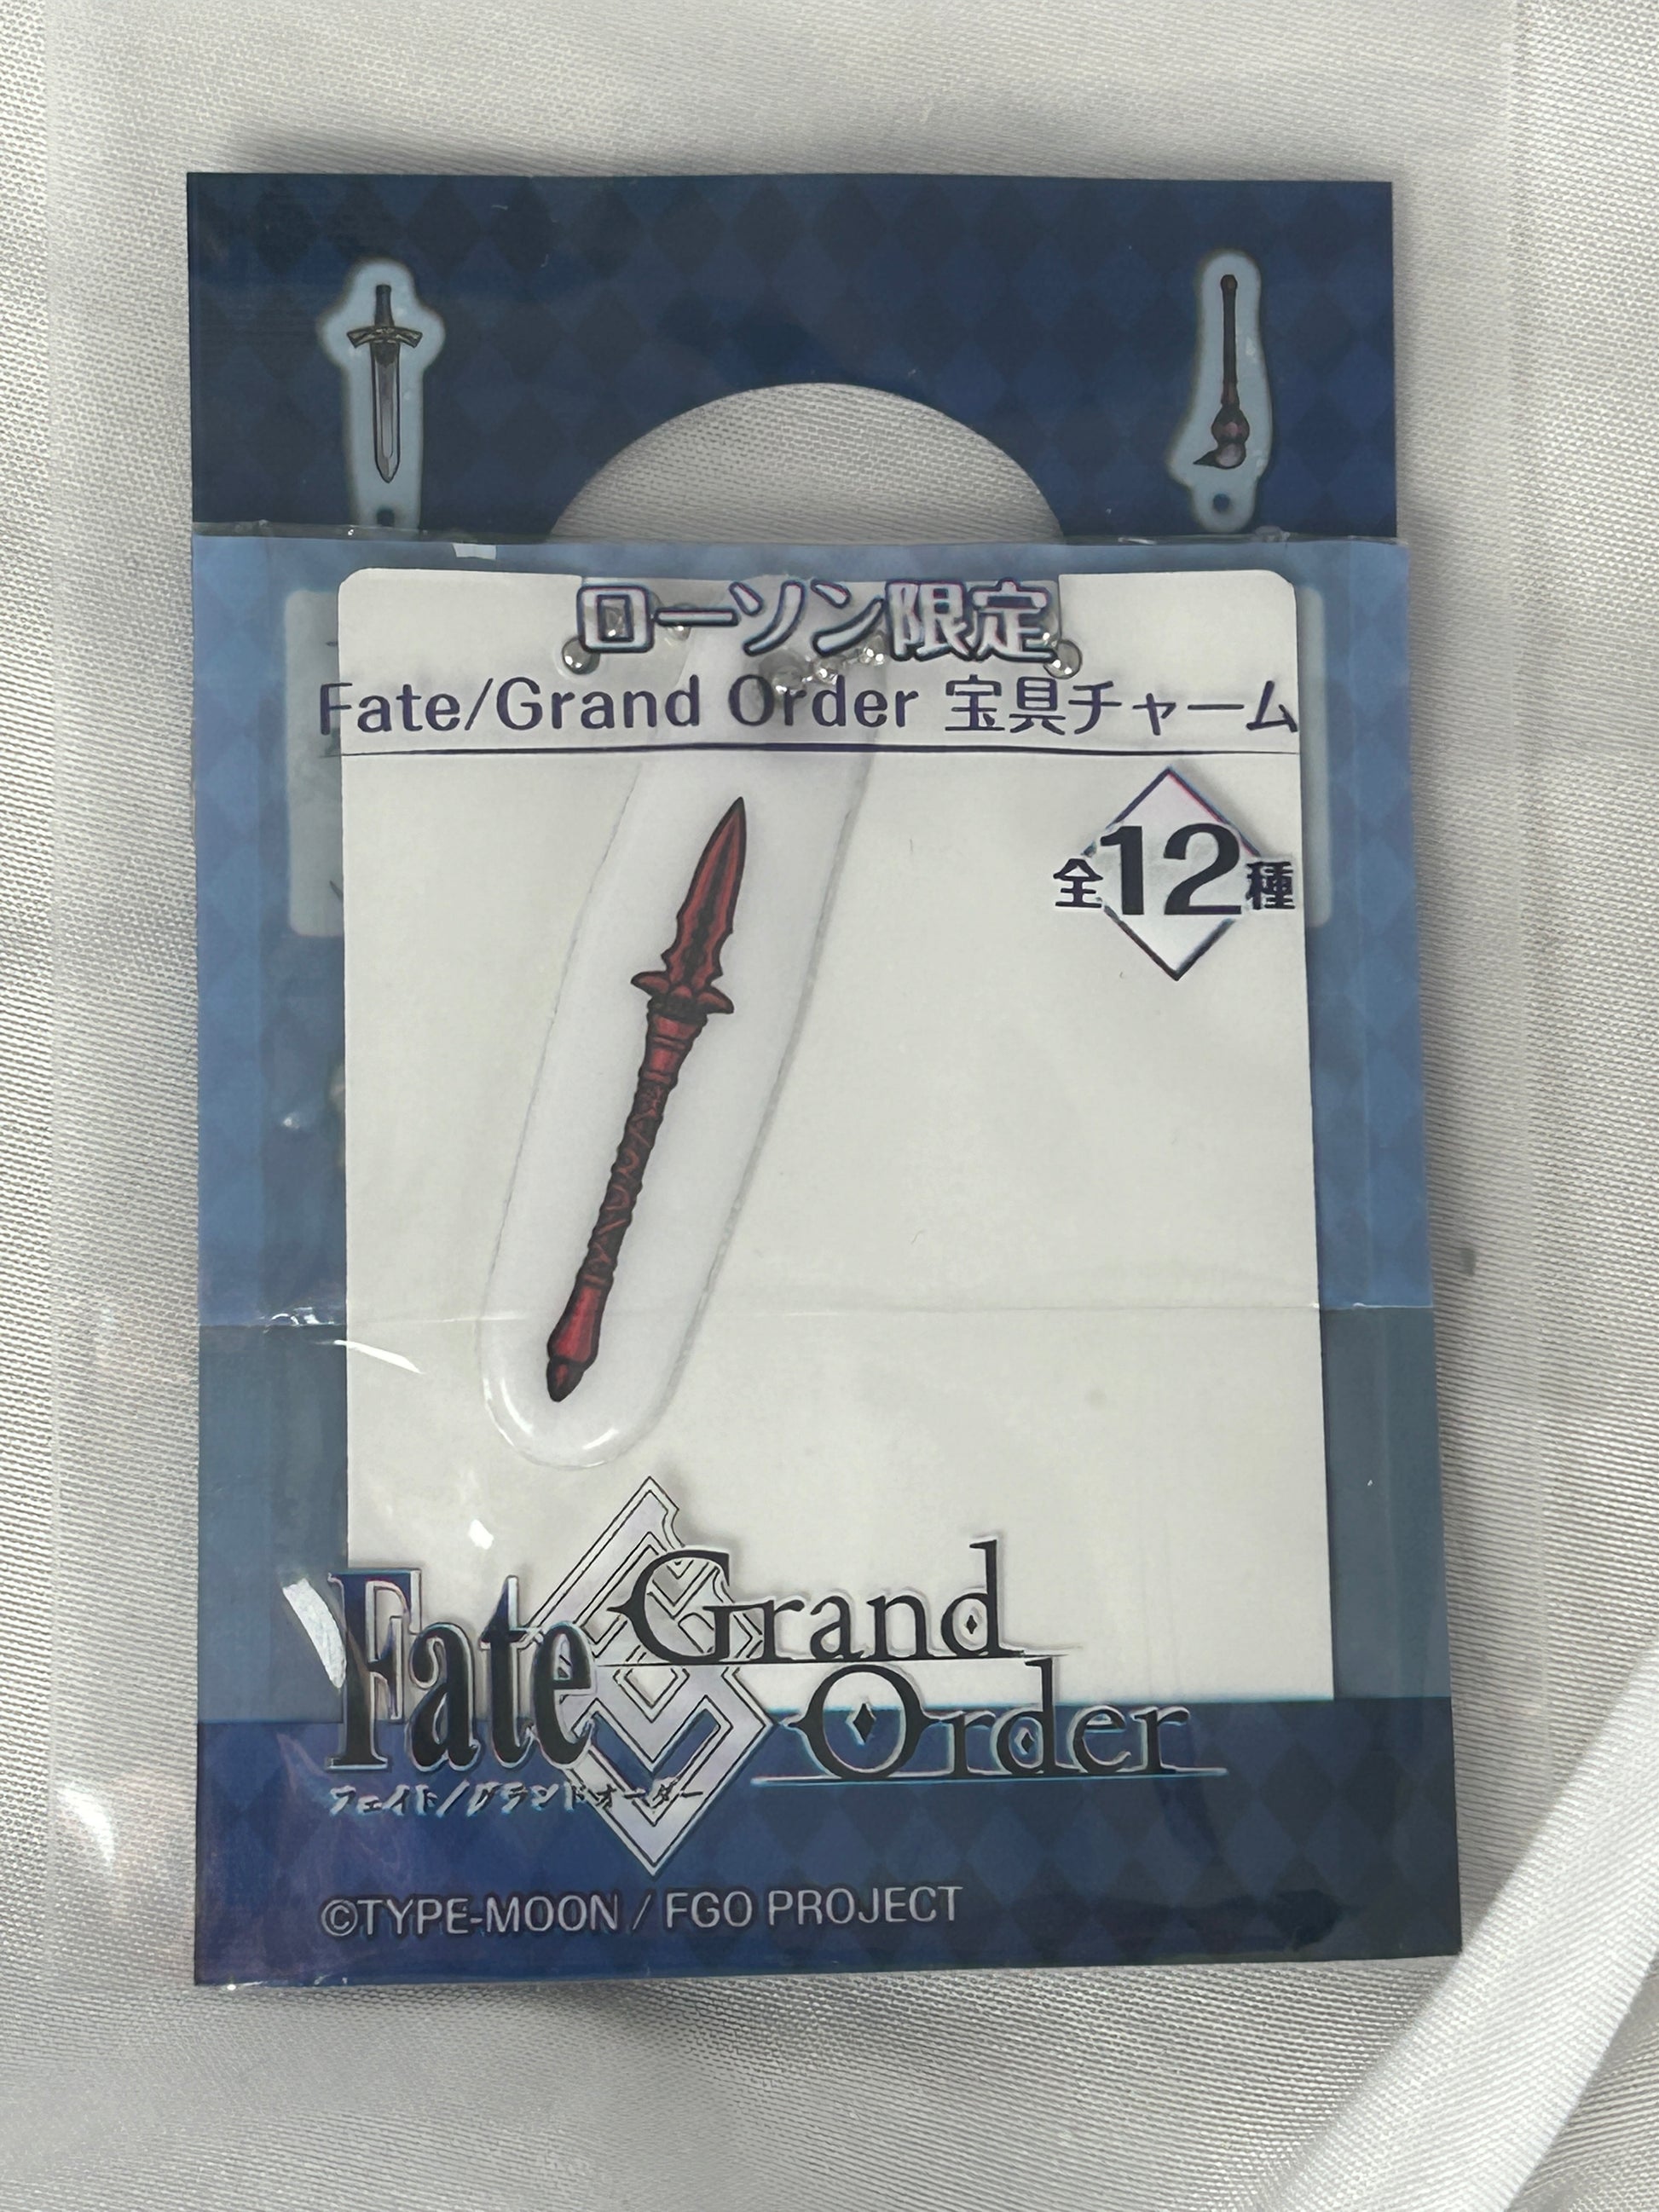 ローソン限定
Fate/Grand Order 宝具チャーム
全12種
Fate Grand Order
フェイト/グランドオーダー
©TYPE-MOON / FGO PROJECT